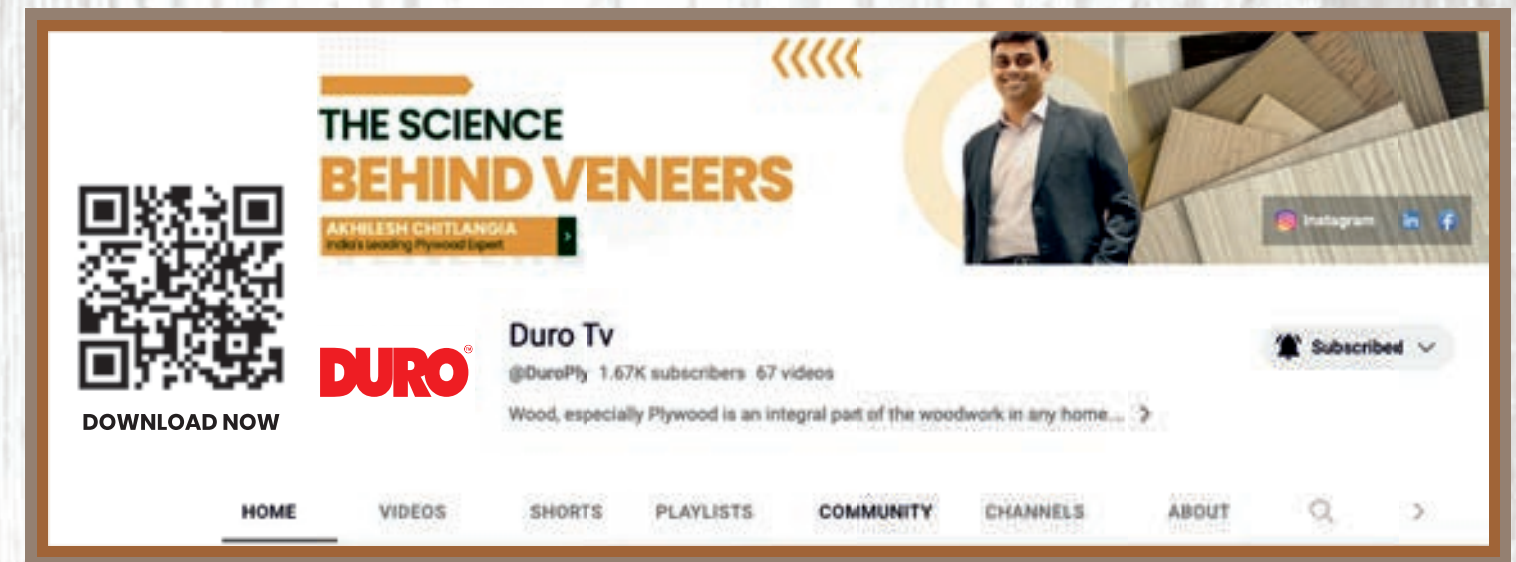 THE SCIENCE
BEHIND VENEERS
AKHILESH CHITLANGIA
India's Leading Plywood Expert
Instagram
DOWNLOAD NOW
DURO
Duro Tv
@DuroPly 1.67K subscribers 67 videos
Subscribed
Wood, especially Plywood is an integral part of the woodwork in any home...
HOME VIDEOS SHORTS PLAYLISTS COMMUNITY CHANNELS ABOUT